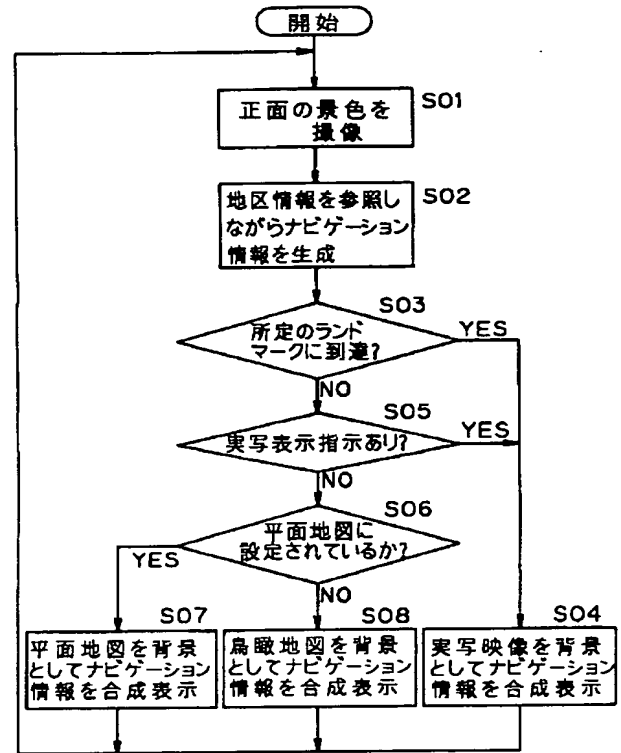 開始
正面の景色を
撮像
S01
地区情報を参照し
ながらナビゲーション
情報を生成
S02
S03
所定のランド
マークに到達?
YES
NO
S05
実写表示指示あり?
YES
NO
S06
平面地図に
設定されているか?
YES
NO
S07
平面地図を背景
としてナビゲーション
情報を合成表示
S08
鳥瞰地図を背景
としてナビゲーション
情報を合成表示
S04
実写映像を背景
としてナビゲーション
情報を合成表示